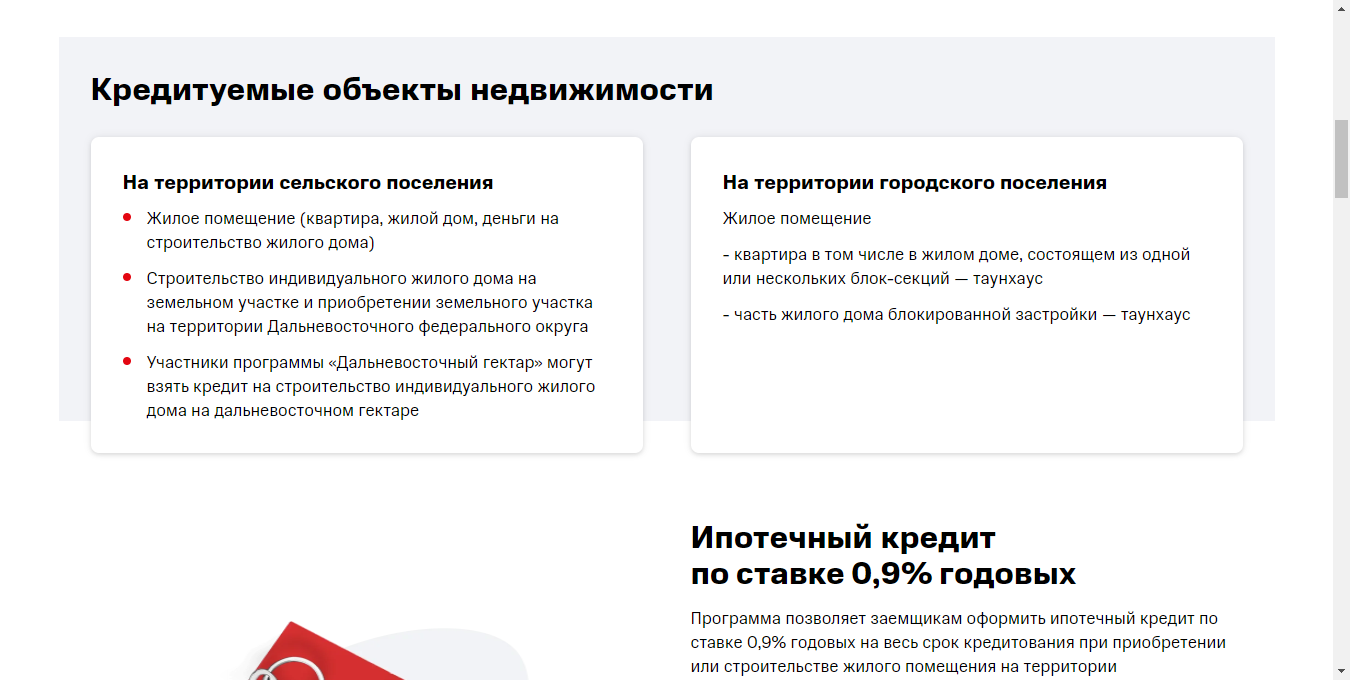 Кредитуемые объекты недвижимости
На территории сельского поселения
Жилое помещение (квартира, жилой дом, деньги на
строительство жилого дома)
Строительство индивидуального жилого дома на
земельном участке и приобретении земельного участка
на территории Дальневосточного федерального округа
Участники программы «Дальневосточный гектар» могут
взять кредит на строительство индивидуального жилого
дома на дальневосточном гектаре
На территории городского поселения
Жилое помещение
- квартира в том числе в жилом доме, состоящем из одной
или нескольких блок-секций — таунхаус
- часть жилого дома блокированной застройки — таунхаус
Ипотечный кредит
по ставке 0,9% годовых
Программа позволяет заемщикам оформить ипотечный кредит по
ставке 0,9% годовых на весь срок кредитования при приобретении
или строительстве жилого помещения на территории